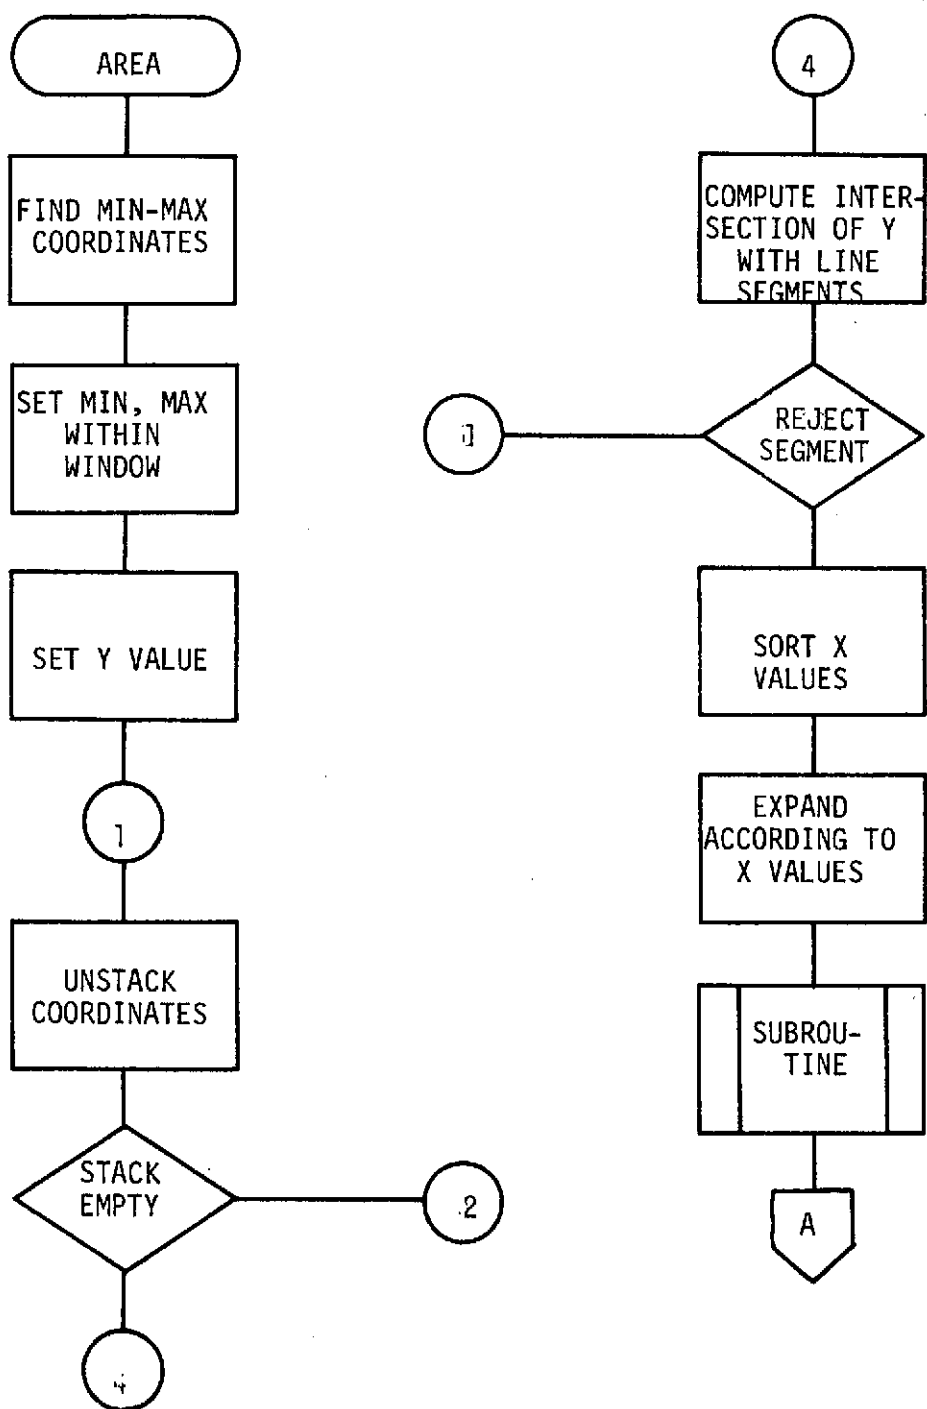 AREA
FIND MIN-MAX
COORDINATES
SET MIN, MAX
WITHIN
WINDOW
SET Y VALUE
1
UNSTACK
COORDINATES
STACK
EMPTY
2
4
4
COMPUTE INTER-
SECTION OF Y
WITH LINE
SEGMENTS
REJECT
SEGMENT
1
SORT X
VALUES
EXPAND
ACCORDING TO
X VALUES
SUBROU-
TINE
A